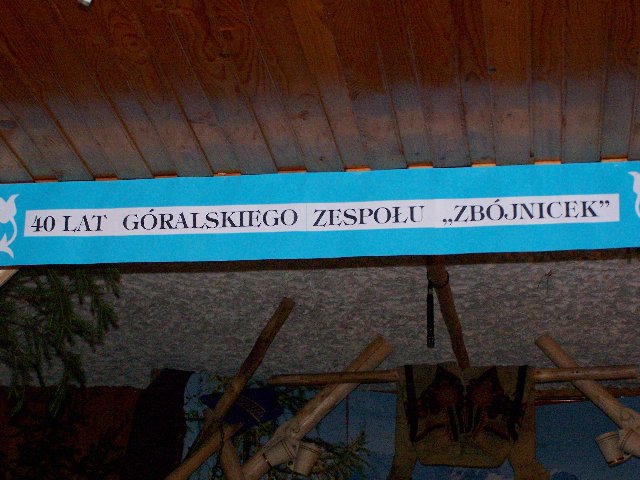 40 LAT GÓRALSKIEGO ZESPOŁU „ZBÓJNICEK”